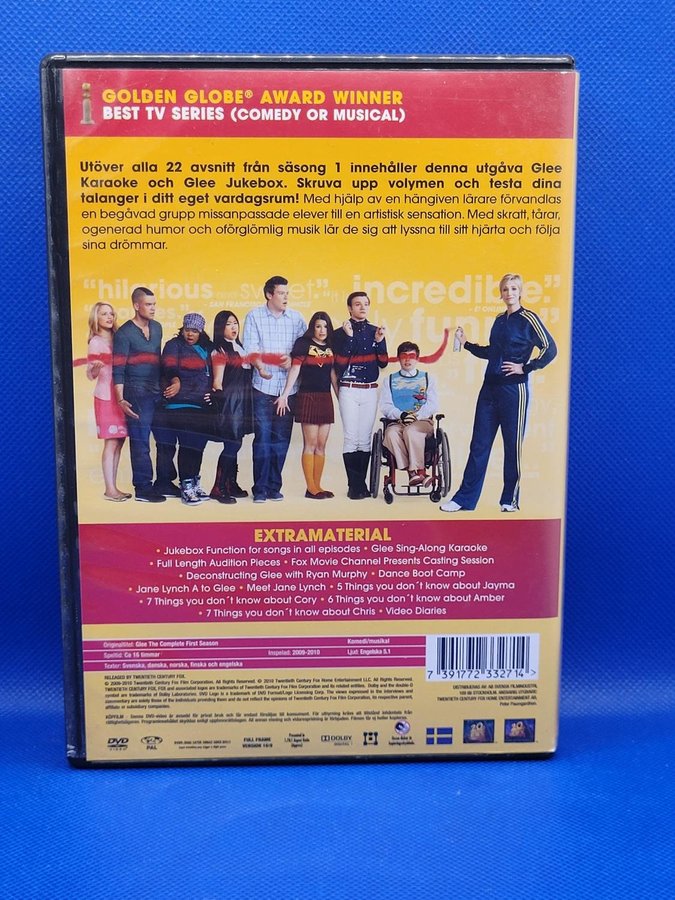 GOLDEN GLOBE® AWARD WINNER
BEST TV SERIES (COMEDY OR MUSICAL)
Utöver alla 22 avsnitt från säsong 1 innehåller denna utgåva Glee
Karaoke och Glee Jukebox. Skruva upp volymen och testa dina
talanger i ditt eget vardagsrum! Med hjälp av en hängiven lärare förvandlas
en begåvad grupp missanpassade elever till en artistisk sensation. Med skratt, tårar,
ogenerad humor och oförglömlig musik lär de sig att lyssna till sitt hjärta och följa
sina drömmar.
"hilarious
incredible."
EXTRAMATERIAL
• Jukebox Function for songs in all episodes • Glee Sing-Along Karaoke
• Full Length Audition Pieces • Fox Movie Channel Presents Casting Session
• Deconstructing Glee with Ryan Murphy • Dance Boot Camp
• Jane Lynch A to Glee • Meet Jane Lynch • 5 Things you don´t know about Jayma
• 7 Things you don´t know about Cory • 6 Things you don´t know about Amber
• 7 Things you don´t know about Chris • Video Diaries
Originaltitel: Glee The Complete First Season Komedi/musikal
Speltid: Ca 16 timmar Inspelad: 2009-2010 Ljud: Engelska 5.1
Texter: Svenska, danska, norska, finska och engelska
7 391772 332714 >
RELEASED BY TWENTIETH CENTURY FOX.
DVD VIDEO
PAL
FULL FRAME
VERSION 16:9
DOLBY
DIGITAL